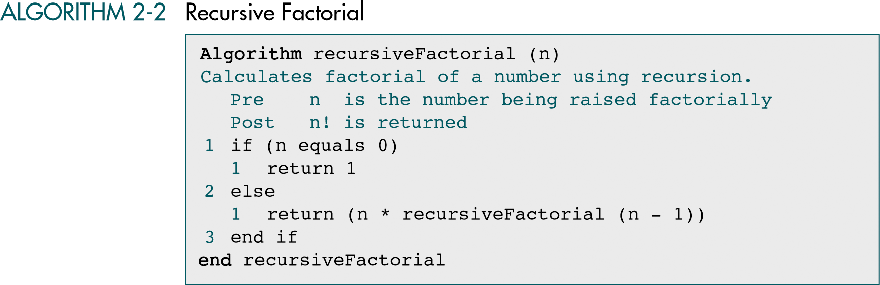 ALGORITHM 2-2 Recursive Factorial
Algorithm recursiveFactorial (n)
Calculates factorial of a number using recursion.
Pre n is the number being raised factorially
Post n! is returned
1 if (n equals 0)
1 return 1
2 else
1 return (n * recursiveFactorial (n - 1))
3 end if
end recursiveFactorial